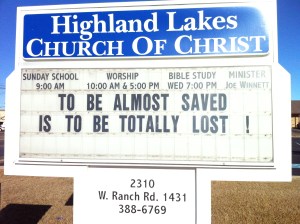 Highland Lakes
CHURCH OF CHRIST
SUNDAY SCHOOL WORSHIP BIBLE STUDY MINISTER
9:00 AM 10:00 AM & 5:00 PM WED 7:00 PM JOE WINNETT
TO BE ALMOST SAVED
IS TO BE TOTALLY LOST !
2310
W. Ranch Rd. 1431
388-6769